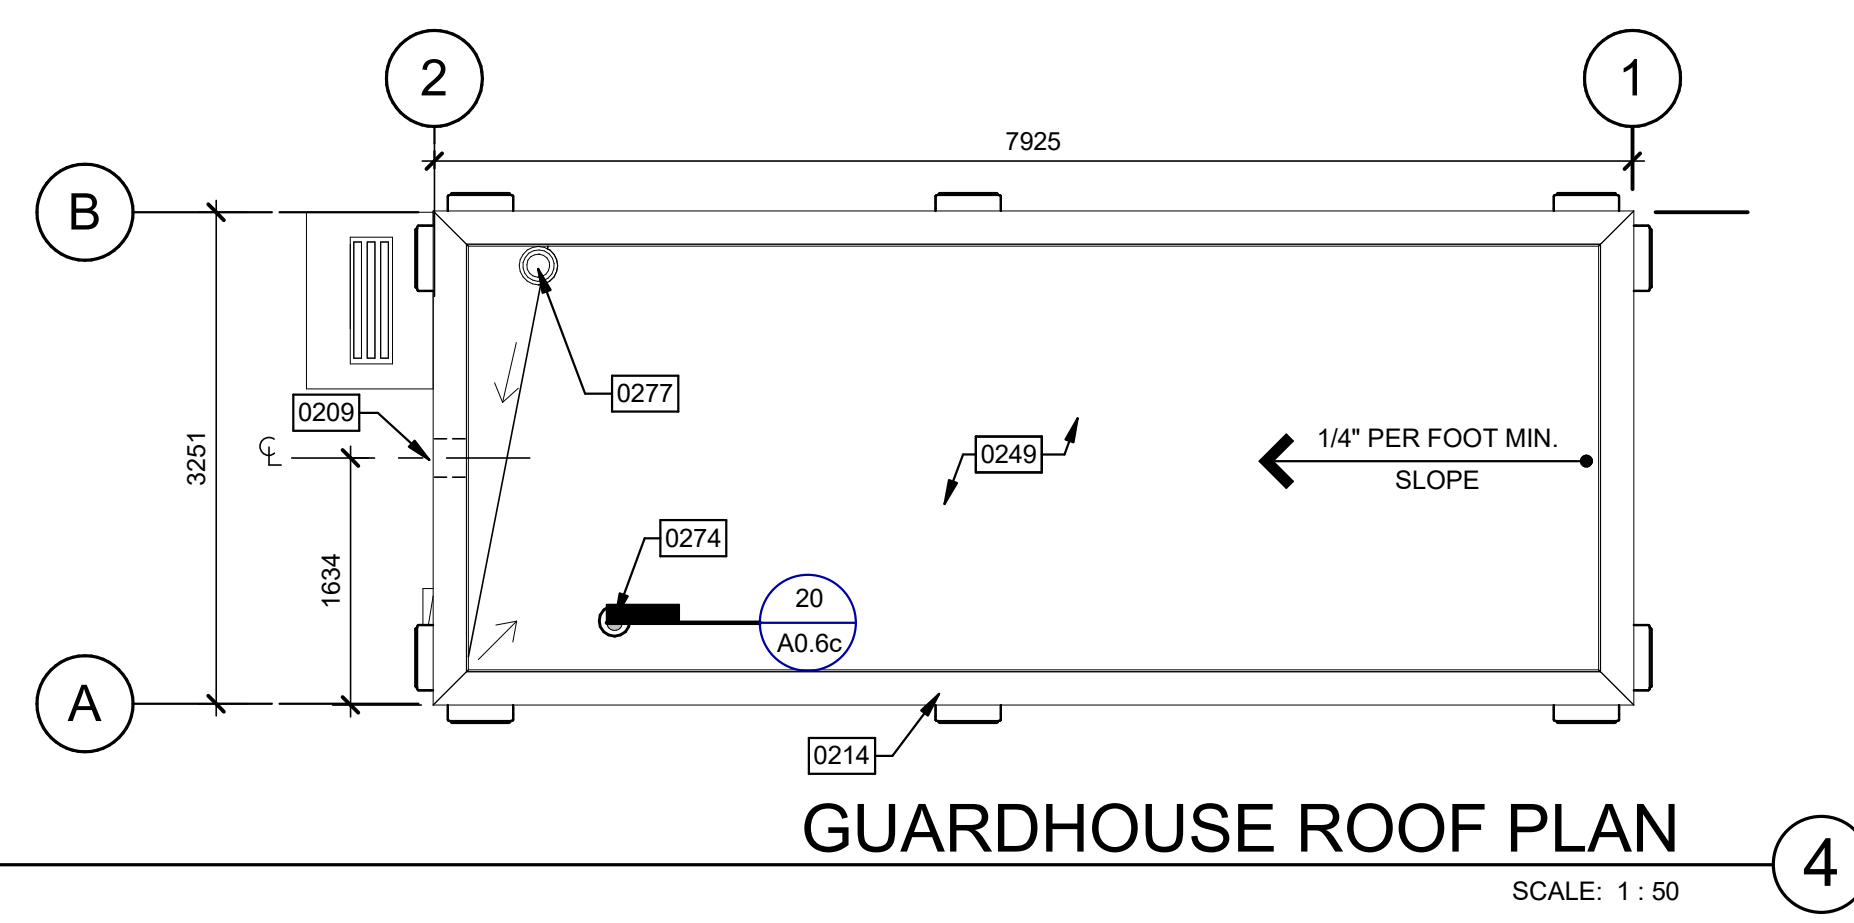 2
1
7925
B
0277
0209
℄
3251
1/4" PER FOOT MIN.
SLOPE
0249
0274
1634
20
A0.6c
A
0214
GUARDHOUSE ROOF PLAN
4
SCALE: 1 : 50